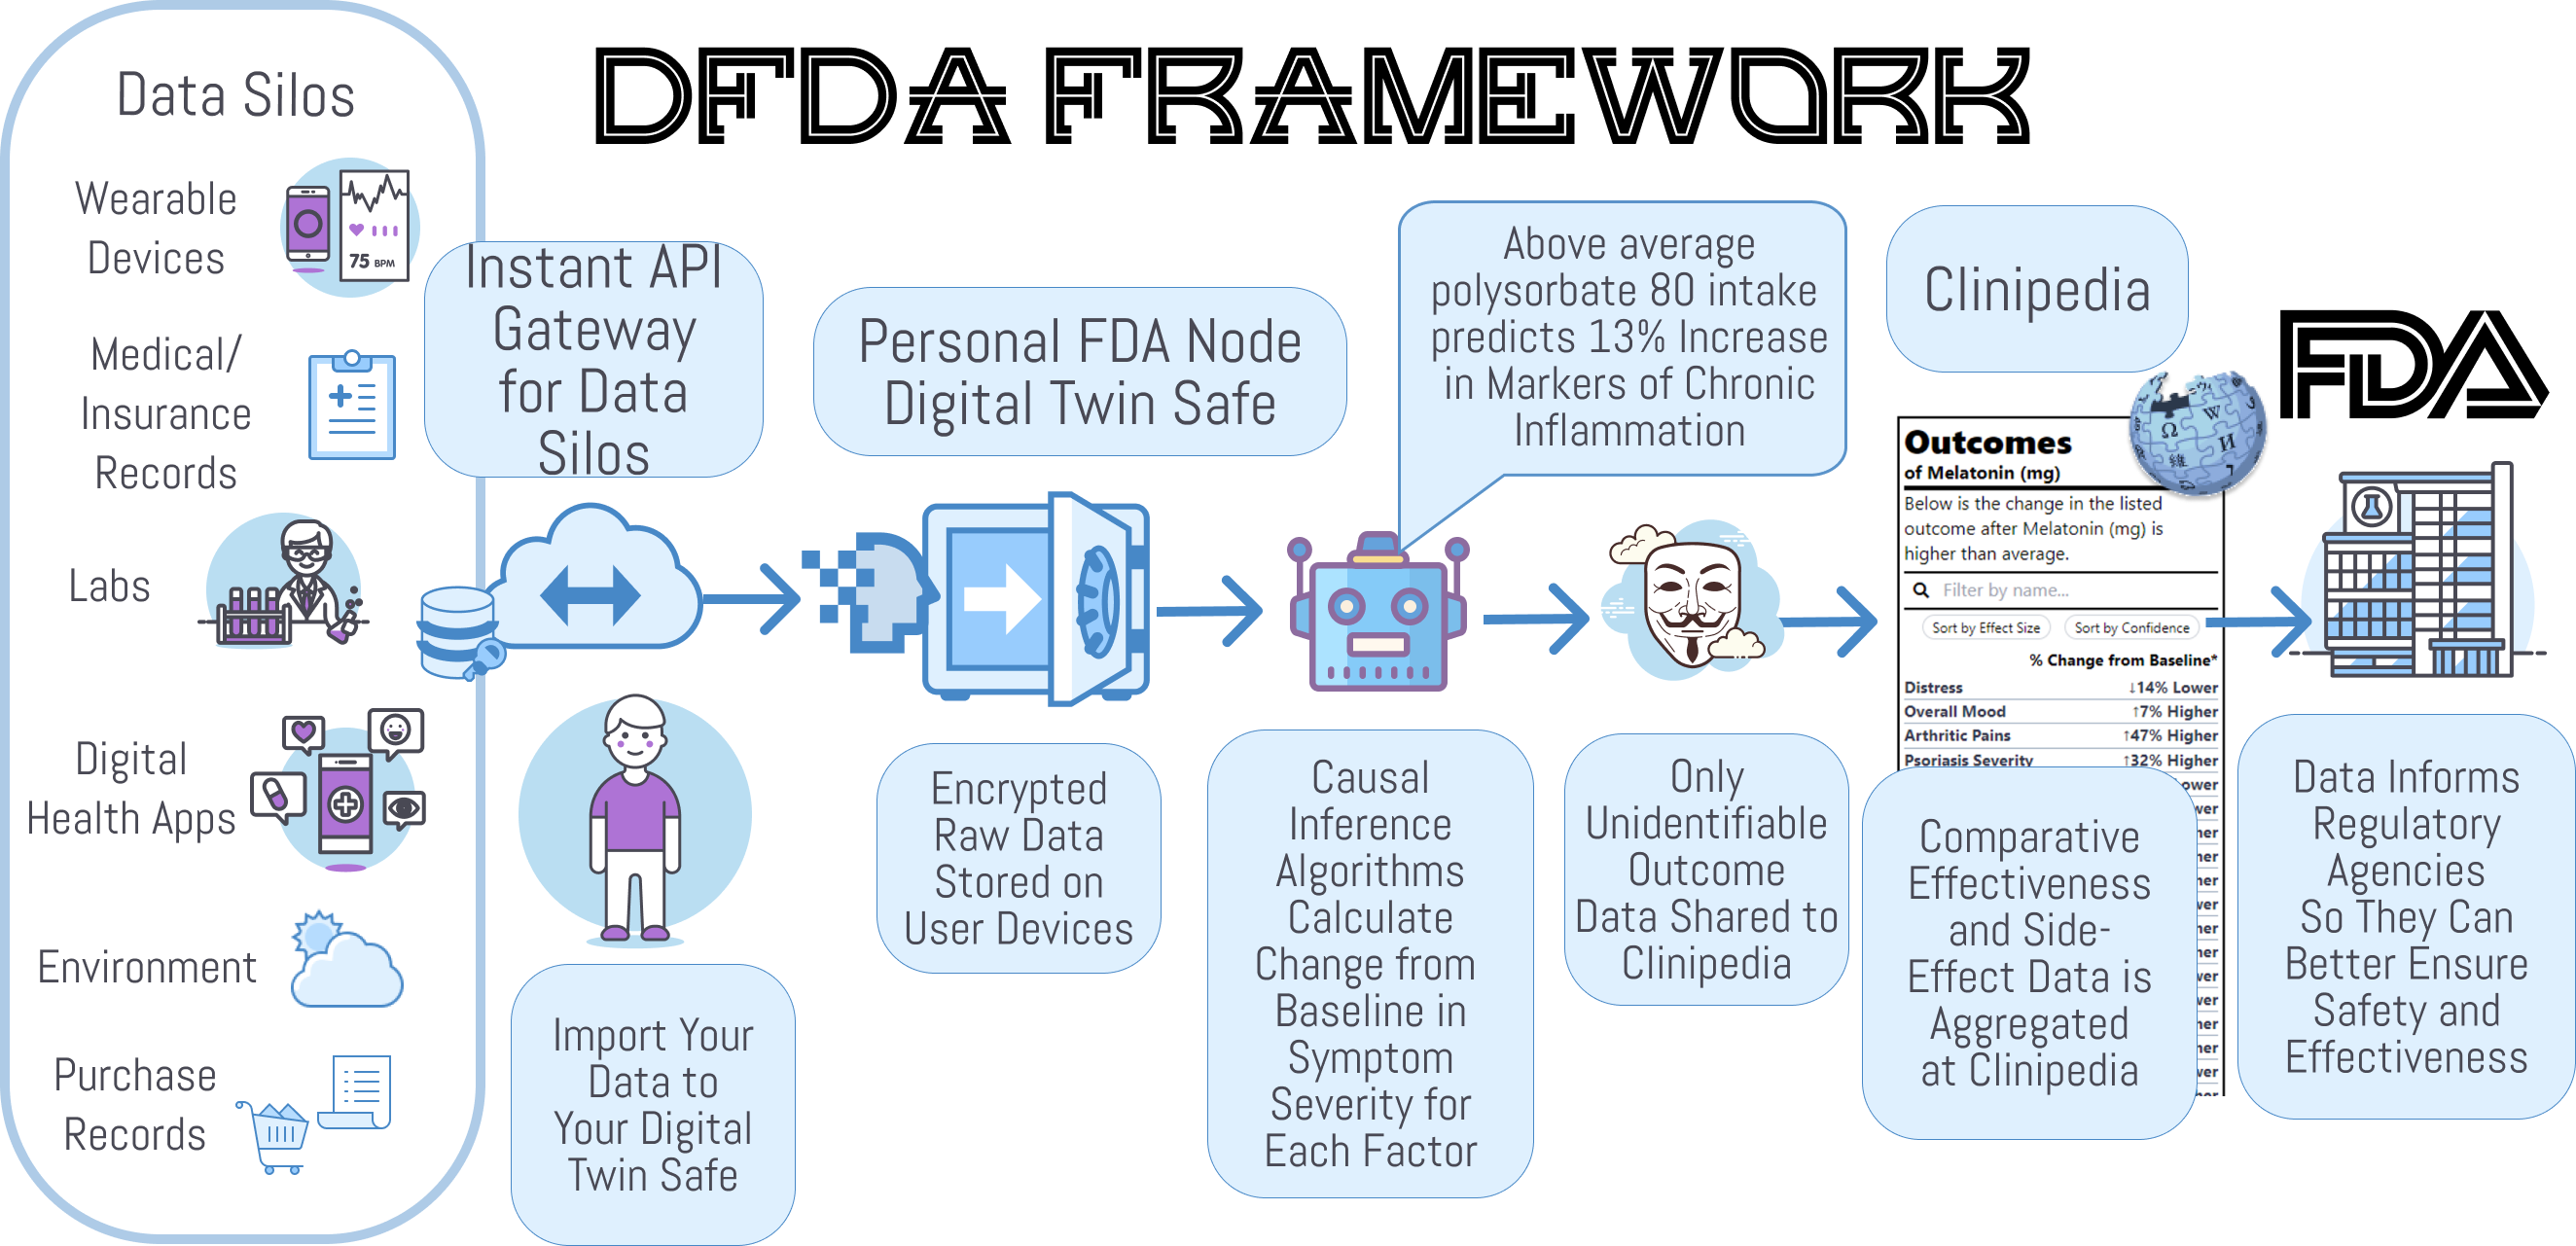 DFDA FRAMEWORK
Data Silos
Wearable
Devices
75 BPM
Medical/
Insurance
Records
Labs
Digital
Health Apps
Environment
Purchase
Records
Instant API
Gateway
for Data
Silos
Import Your
Data to
Your Digital
Twin Safe
Personal FDA Node
Digital Twin Safe
Encrypted
Raw Data
Stored on
User Devices
Above average
polysorbate 80 intake
predicts 13% Increase
in Markers of Chronic
Inflammation
Causal
Inference
Algorithms
Calculate
Change from
Baseline in
Symptom
Severity for
Each Factor
Only
Unidentifiable
Outcome
Data Shared to
Clinipedia
Clinipedia
Ω W И 維
Outcomes
of Melatonin (mg)
Below is the change in the listed
outcome after Melatonin (mg) is
higher than average.
Filter by name...
Sort by Effect Size Sort by Confidence
% Change from Baseline*
Distress ↓14% Lower
Overall Mood ↑7% Higher
Arthritic Pains ↑47% Higher
Psoriasis Severity ↑32% Higher
Comparative
Effectiveness
and Side-
Effect Data is
Aggregated
at Clinipedia
FDA
Data Informs
Regulatory
Agencies
So They Can
Better Ensure
Safety and
Effectiveness